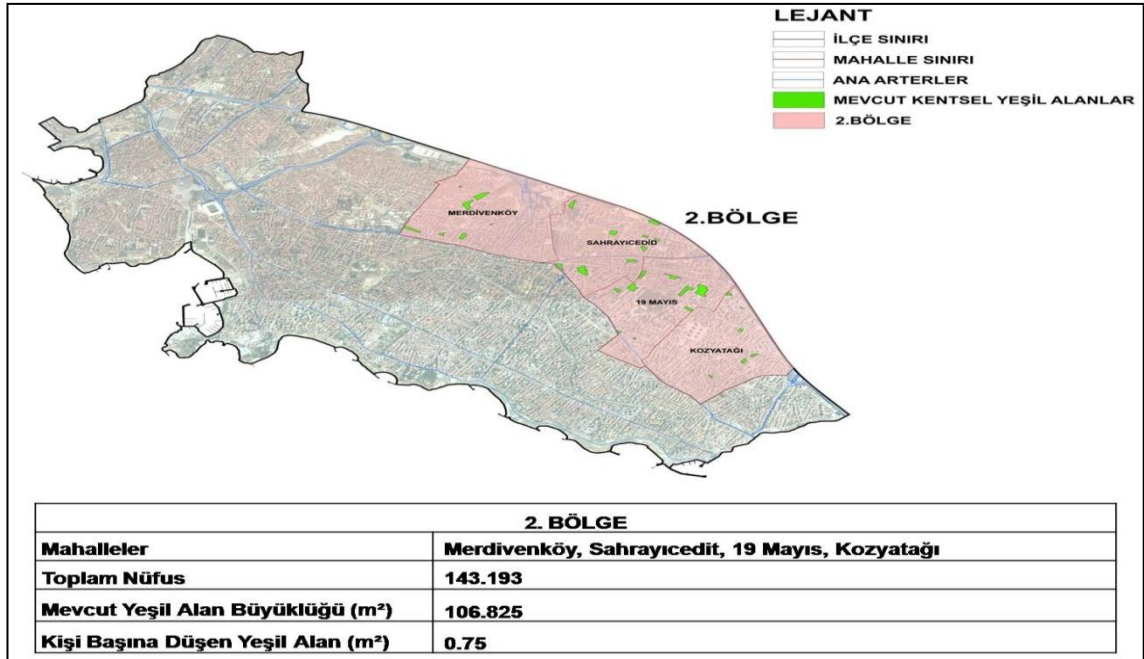 LEJANT
İLÇE SINIRI
MAHALLE SINIRI
ANA ARTERLER
MEVCUT KENTSEL YEŞİL ALANLAR
2.BÖLGE
MERDİVENKÖY
2.BÖLGE
SAHRAYICEDİD
19 MAYIS
KOZYATAĞI
2. BÖLGE
Mahalleler Merdivenköy, Sahrayıcedit, 19 Mayıs, Kozyatağı
Toplam Nüfus 143.193
Mevcut Yeşil Alan Büyüklüğü (m²) 106.825
Kişi Başına Düşen Yeşil Alan (m²) 0.75